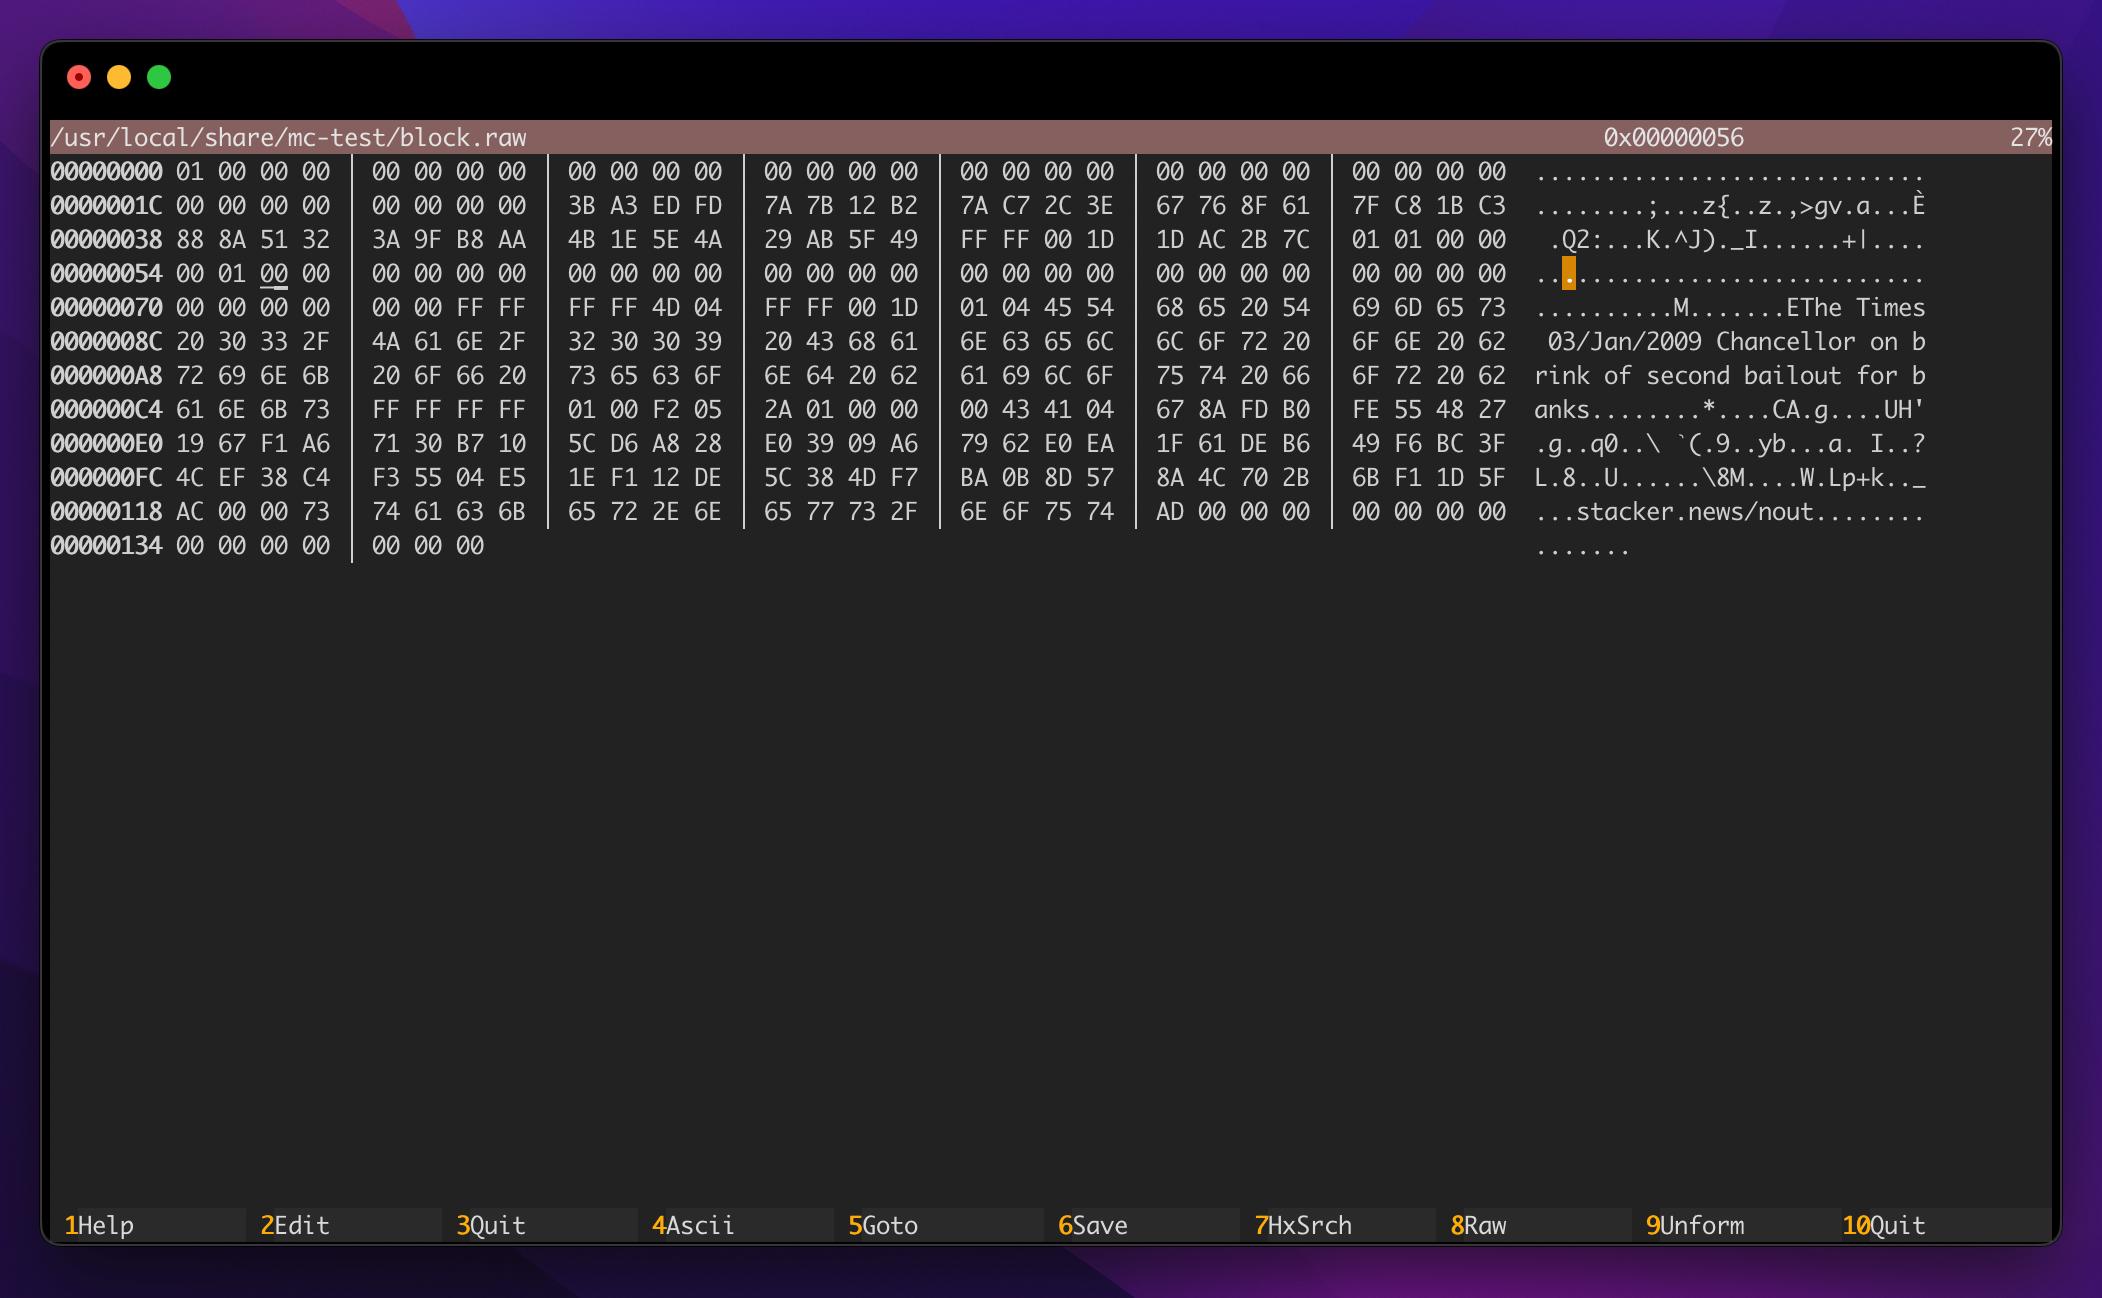 /usr/local/share/mc-test/block.raw 0x00000056 27%
00000000 01 00 00 00 │ 00 00 00 00 │ 00 00 00 00 │ 00 00 00 00 │ 00 00 00 00 │ 00 00 00 00 │ 00 00 00 00 ............................
0000001C 00 00 00 00 │ 00 00 00 00 │ 3B A3 ED FD │ 7A 7B 12 B2 │ 7A C7 2C 3E │ 67 76 8F 61 │ 7F C8 1B C3 ........;...z{..z.,>gv.a...È
00000038 88 8A 51 32 │ 3A 9F B8 AA │ 4B 1E 5E 4A │ 29 AB 5F 49 │ FF FF 00 1D │ 1D AC 2B 7C │ 01 01 00 00 .Q2:...K.^J)._I......+|....
00000054 00 01 00 00 │ 00 00 00 00 │ 00 00 00 00 │ 00 00 00 00 │ 00 00 00 00 │ 00 00 00 00 │ 00 00 00 00 ............................
00000070 00 00 00 00 │ 00 00 FF FF │ FF FF 4D 04 │ FF FF 00 1D │ 01 04 45 54 │ 68 65 20 54 │ 69 6D 65 73 ..........M.......EThe Times
0000008C 20 30 33 2F │ 4A 61 6E 2F │ 32 30 30 39 │ 20 43 68 61 │ 6E 63 65 6C │ 6C 6F 72 20 │ 6F 6E 20 62 03/Jan/2009 Chancellor on b
000000A8 72 69 6E 6B │ 20 6F 66 20 │ 73 65 63 6F │ 6E 64 20 62 │ 61 69 6C 6F │ 75 74 20 66 │ 6F 72 20 62 rink of second bailout for b
000000C4 61 6E 6B 73 │ FF FF FF FF │ 01 00 F2 05 │ 2A 01 00 00 │ 00 43 41 04 │ 67 8A FD B0 │ FE 55 48 27 anks........*....CA.g....UH'
000000E0 19 67 F1 A6 │ 71 30 B7 10 │ 5C D6 A8 28 │ E0 39 09 A6 │ 79 62 E0 EA │ 1F 61 DE B6 │ 49 F6 BC 3F .g..q0..\ `(.9..yb...a. I..?
000000FC 4C EF 38 C4 │ F3 55 04 E5 │ 1E F1 12 DE │ 5C 38 4D F7 │ BA 0B 8D 57 │ 8A 4C 70 2B │ 6B F1 1D 5F L.8..U......\8M....W.Lp+k.._
00000118 AC 00 00 73 │ 74 61 63 6B │ 65 72 2E 6E │ 65 77 73 2F │ 6E 6F 75 74 │ AD 00 00 00 │ 00 00 00 00 ...stacker.news/nout........
00000134 00 00 00 00 │ 00 00 00 .......
1Help 2Edit 3Quit 4Ascii 5Goto 6Save 7HxSrch 8Raw 9Unform 10Quit